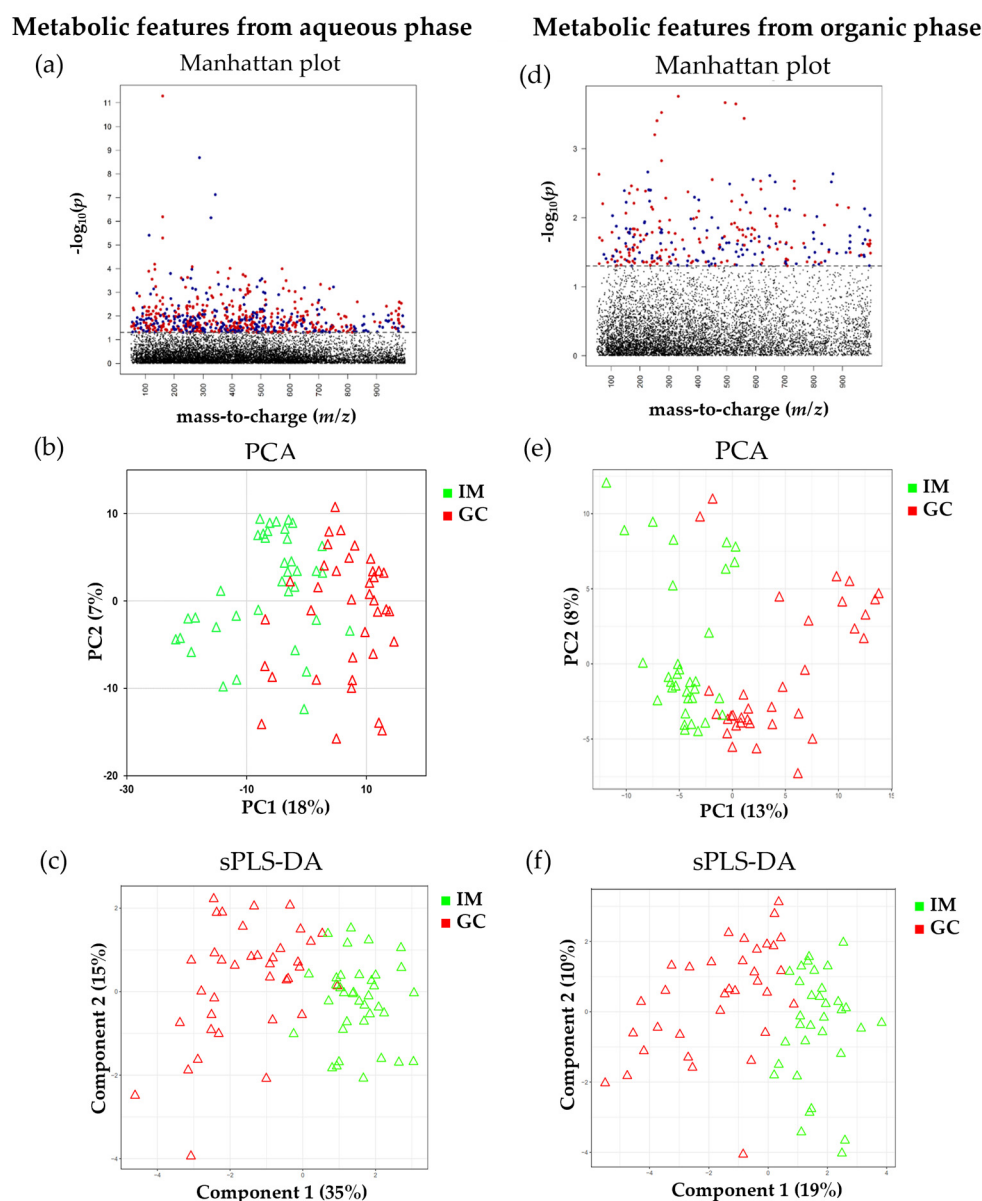 Metabolic features from aqueous phase
(a)
Manhattan plot
11
10
9
8
7
6
5
4
3
2
1
0
-log10(p)
100
200
300
400
500
600
700
800
900
mass-to-charge (m/z)
(b)
PCA
IM
GC
10
0
-10
-20
PC2 (7%)
-30
-10
10
PC1 (18%)
(c)
sPLS-DA
IM
GC
2
0
-2
-4
Component 2 (15%)
-4
-2
0
2
Component 1 (35%)
Metabolic features from organic phase
(d)
Manhattan plot
3
2
1
0
-log10(p)
100
200
300
400
500
600
700
800
900
mass-to-charge (m/z)
(e)
PCA
IM
GC
10
5
0
-5
PC2 (8%)
-10
-5
0
5
10
15
PC1 (13%)
(f)
sPLS-DA
IM
GC
2
0
-2
-4
Component 2 (10%)
-4
-2
0
2
4
Component 1 (19%)